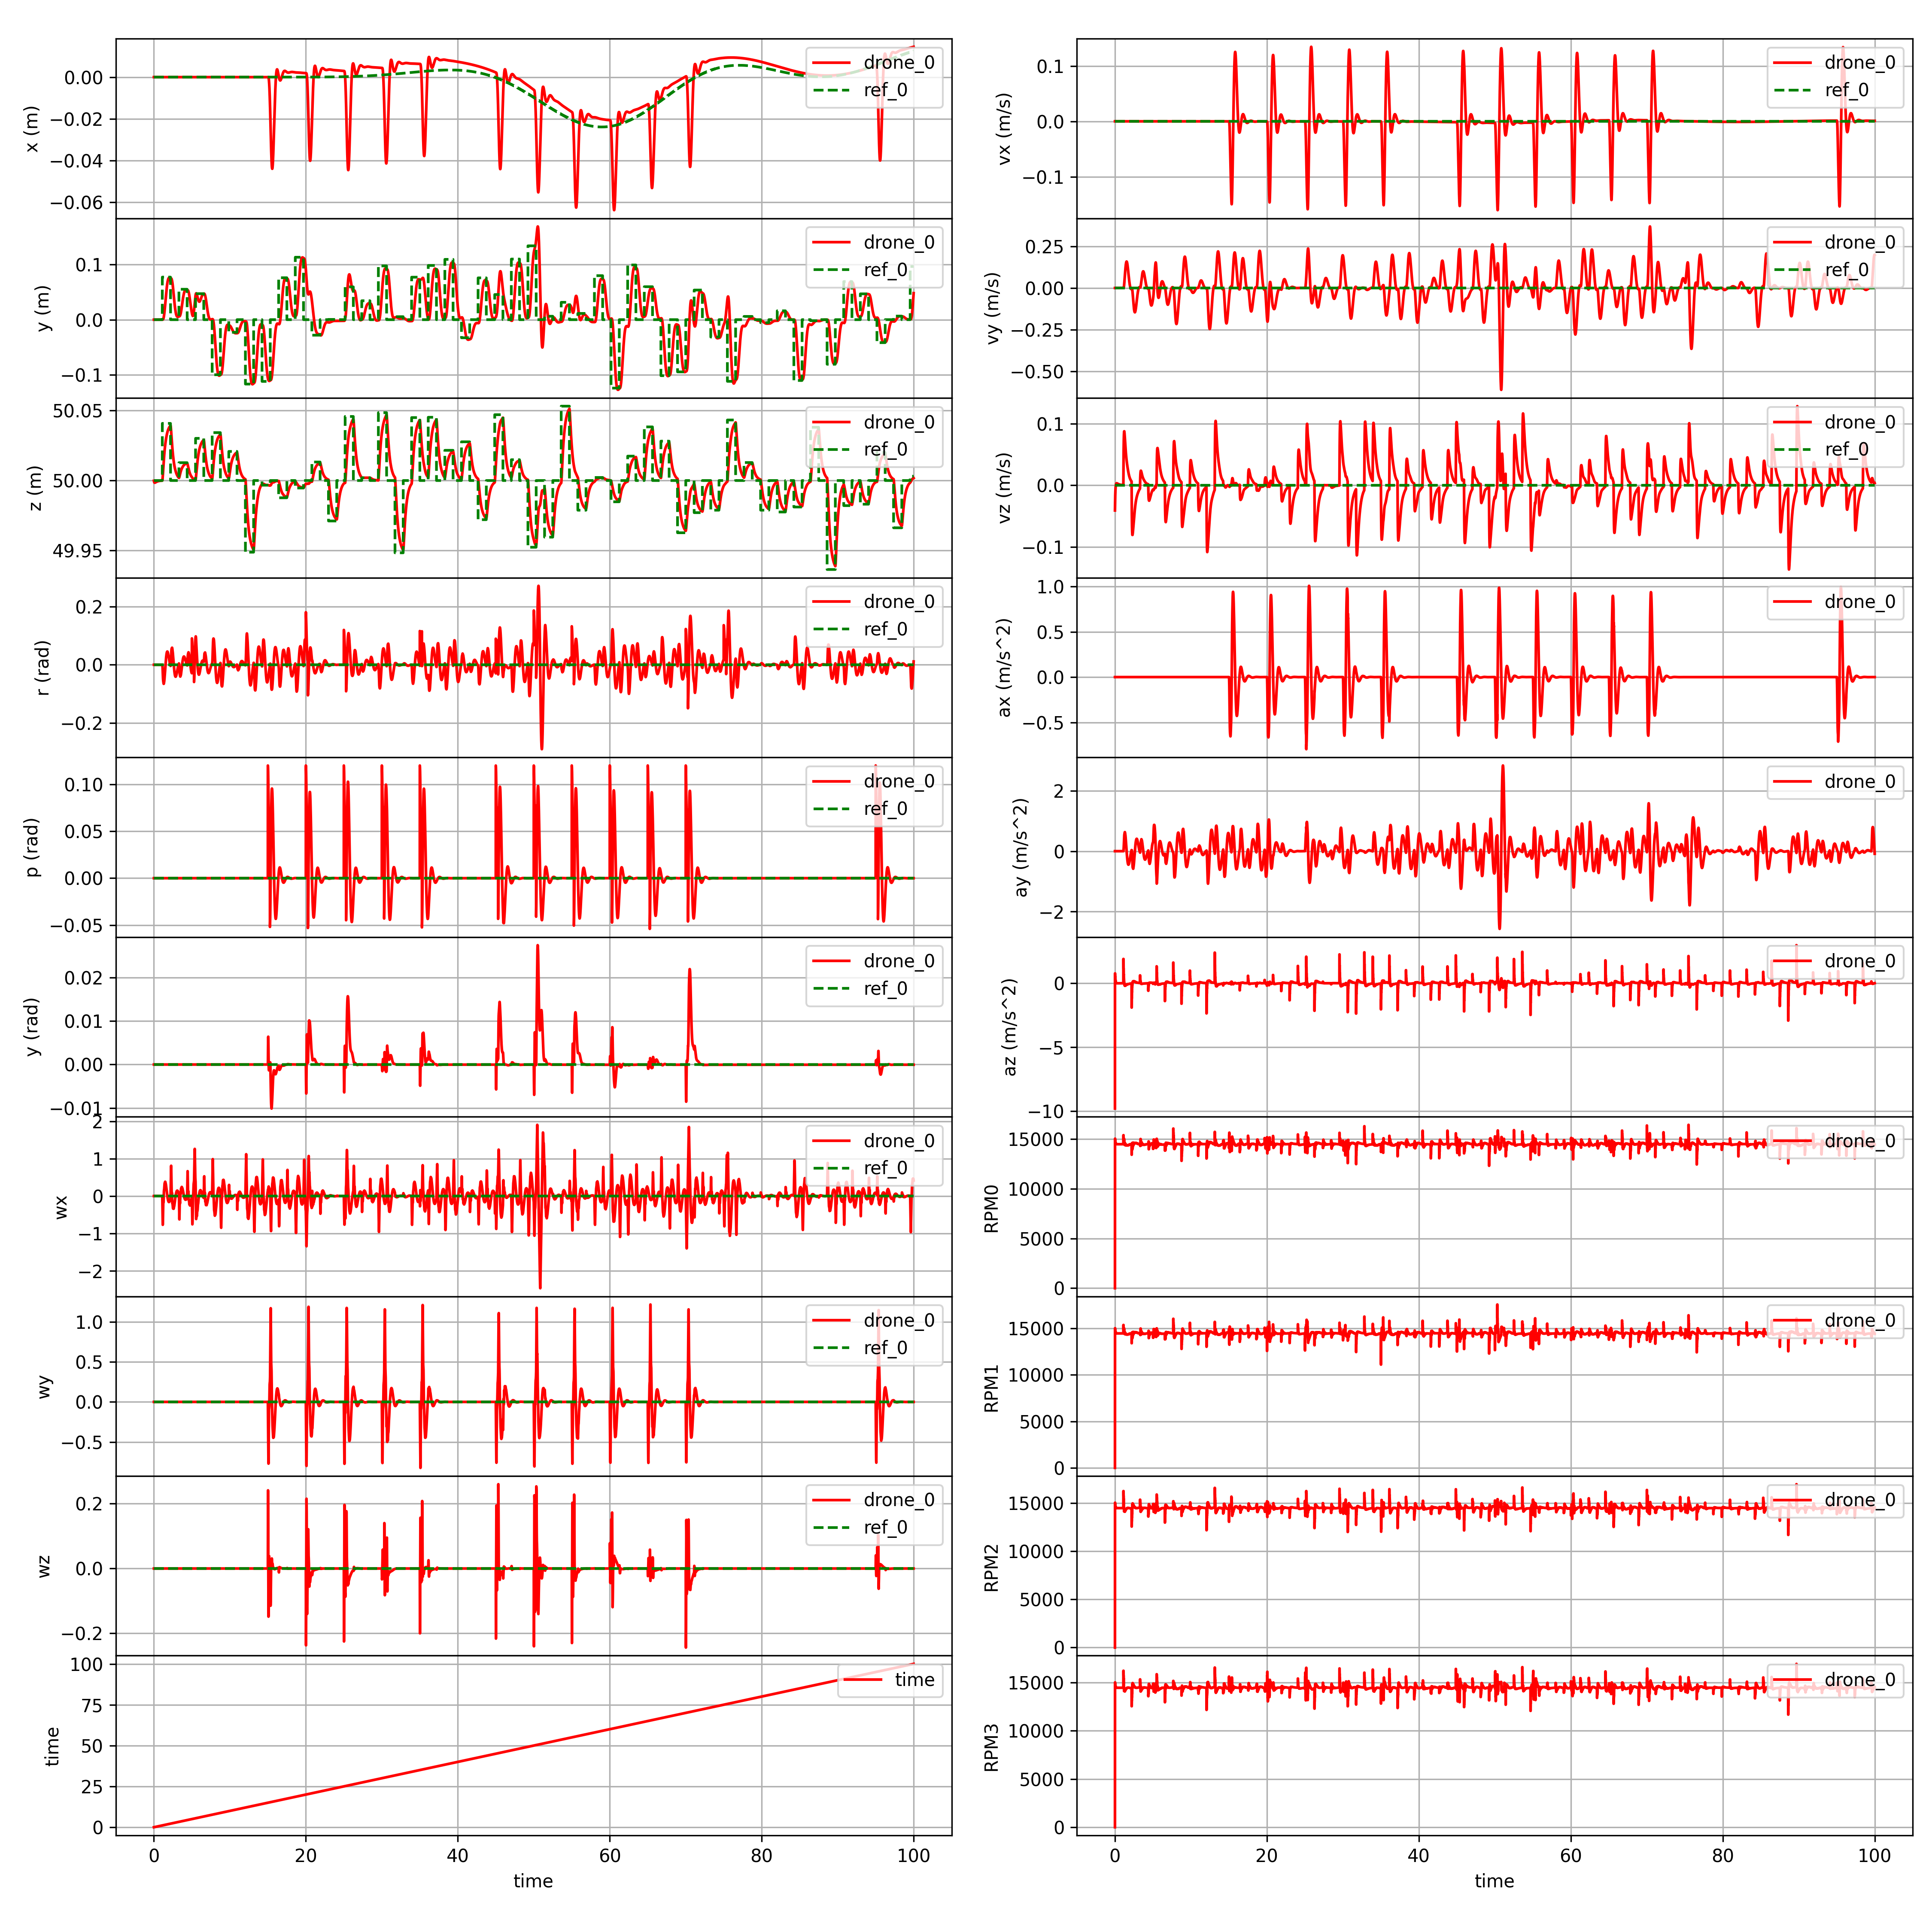 0.00
−0.02
−0.04
−0.06
x (m)
drone_0
ref_0
0.1
0.0
−0.1
y (m)
drone_0
ref_0
50.05
50.00
49.95
z (m)
drone_0
ref_0
0.2
0.0
−0.2
r (rad)
drone_0
ref_0
0.10
0.05
0.00
−0.05
p (rad)
drone_0
ref_0
0.02
0.01
0.00
−0.01
y (rad)
drone_0
ref_0
2
1
0
−1
−2
wx
drone_0
ref_0
1.0
0.5
0.0
−0.5
wy
drone_0
ref_0
0.2
0.0
−0.2
wz
drone_0
ref_0
100
75
50
25
0
time
time
0
20
40
60
80
100
time
0.1
0.0
−0.1
vx (m/s)
drone_0
ref_0
0.25
0.00
−0.25
−0.50
vy (m/s)
drone_0
ref_0
0.1
0.0
−0.1
vz (m/s)
drone_0
ref_0
1.0
0.5
0.0
−0.5
ax (m/s^2)
drone_0
2
0
−2
ay (m/s^2)
drone_0
0
−5
−10
az (m/s^2)
drone_0
15000
10000
5000
0
RPM0
drone_0
15000
10000
5000
0
RPM1
drone_0
15000
10000
5000
0
RPM2
drone_0
15000
10000
5000
0
RPM3
drone_0
0
20
40
60
80
100
time